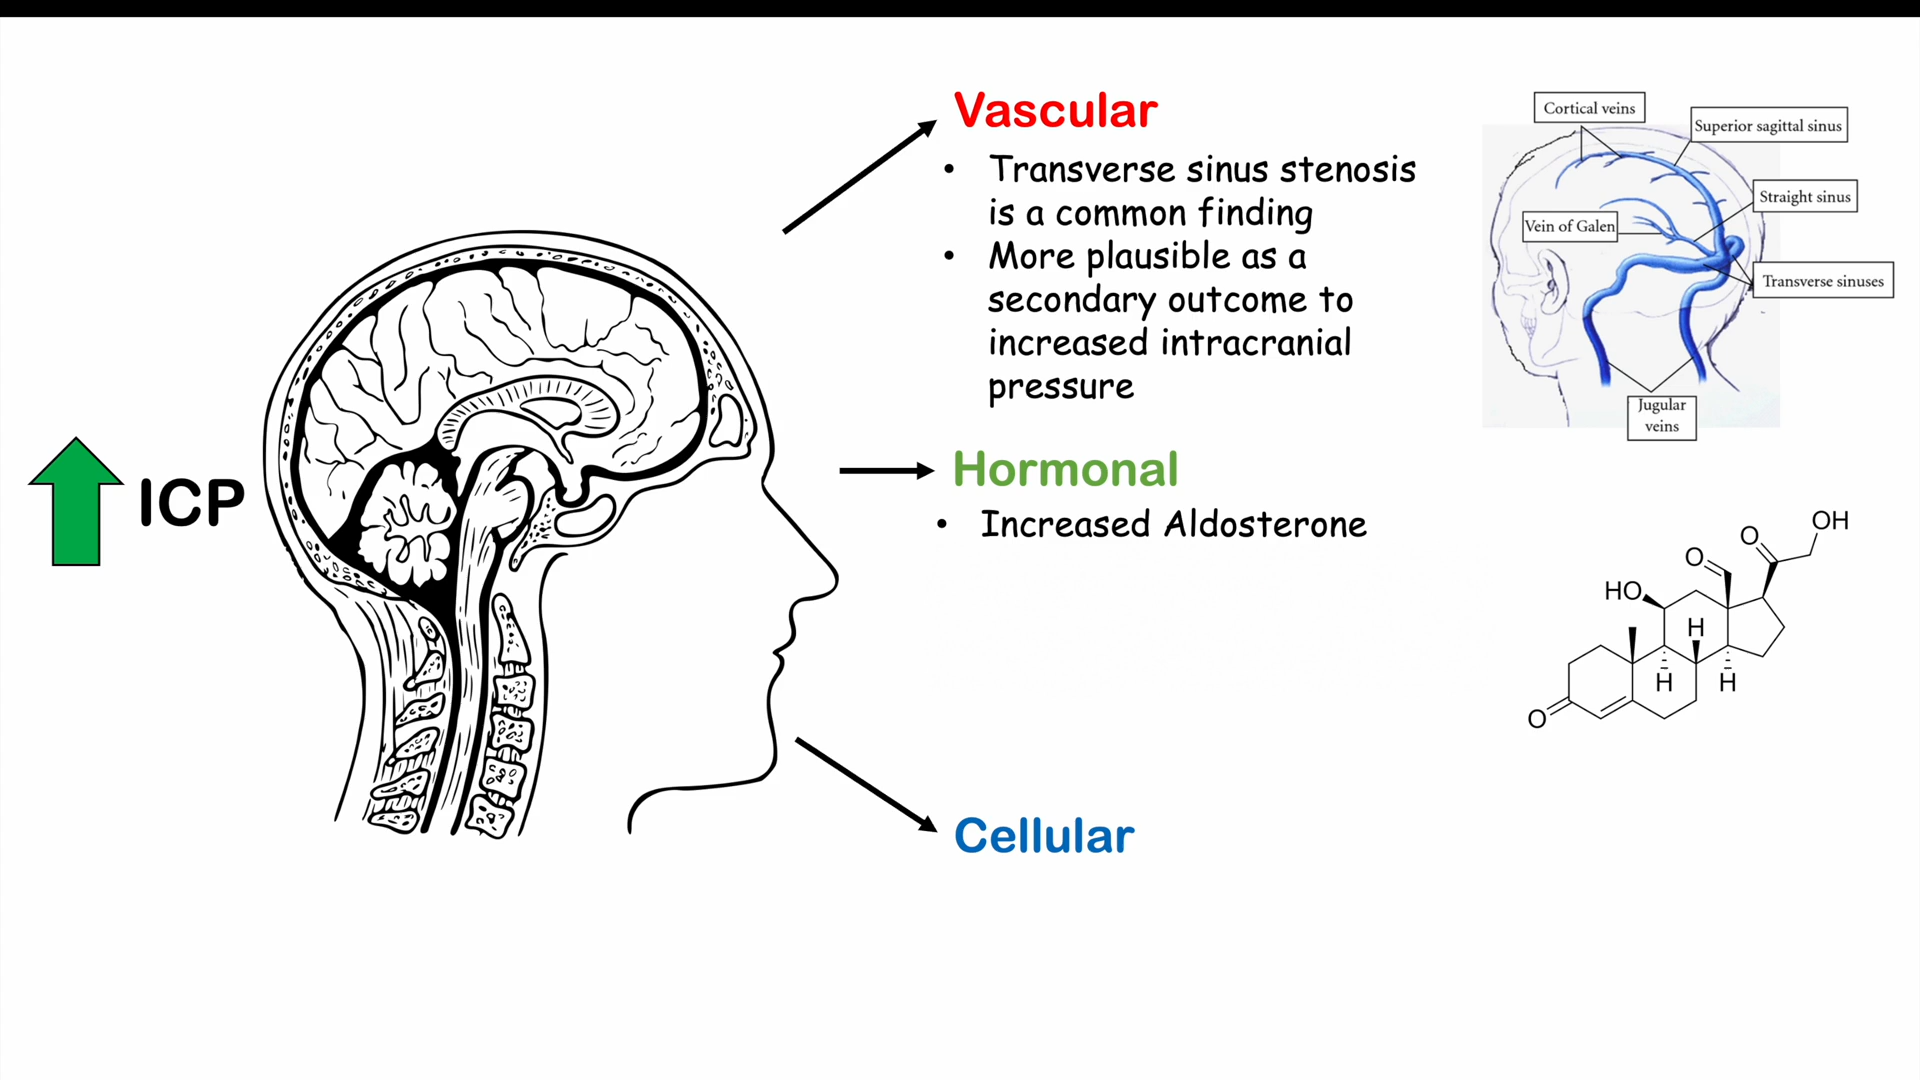 ICP
Vascular
• Transverse sinus stenosis
is a common finding
• More plausible as a
secondary outcome to
increased intracranial
pressure
Hormonal
• Increased Aldosterone
Cellular
Cortical veins
Superior sagittal sinus
Straight sinus
Vein of Galen
Transverse sinuses
Jugular
veins
OH
O
O
HO
H
H
H
O